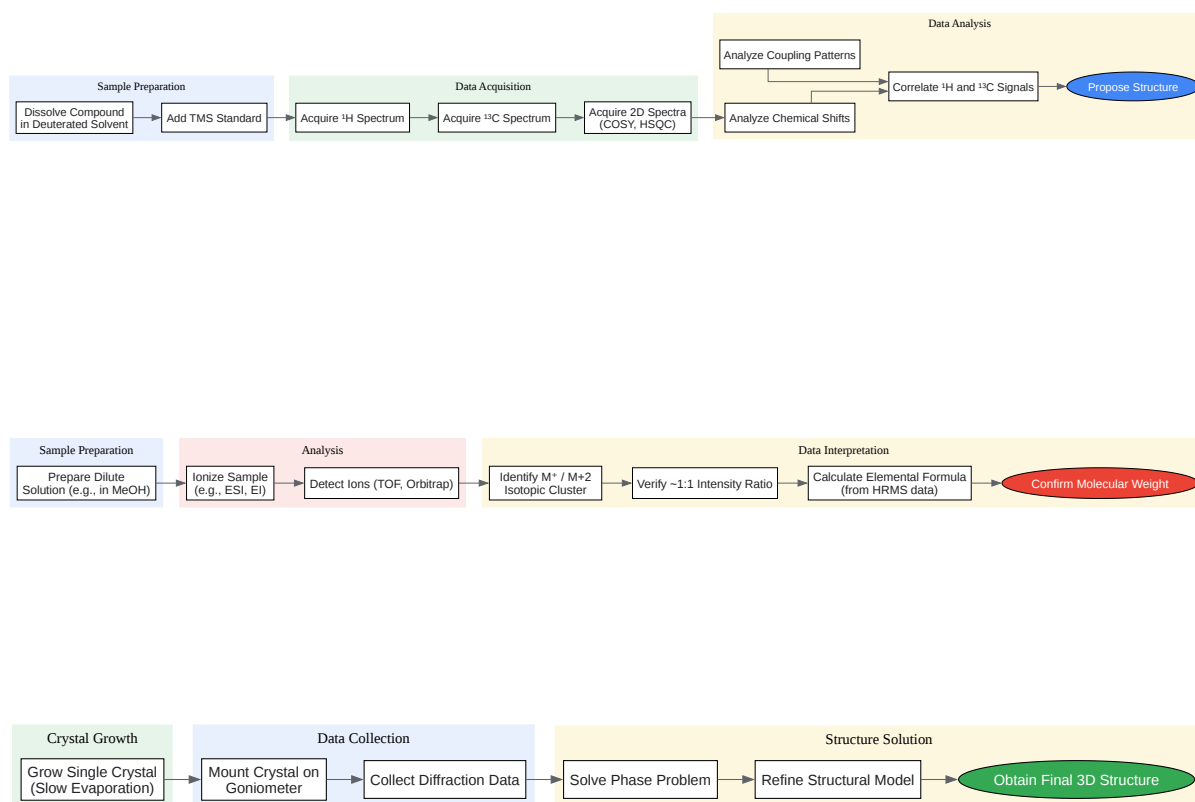 Data Analysis
Sample Preparation
Data Acquisition
Analyze Coupling Patterns
Dissolve Compound
in Deuterated Solvent
Add TMS Standard
Acquire ¹H Spectrum
Acquire ¹³C Spectrum
Acquire 2D Spectra
(COSY, HSQC)
Analyze Chemical Shifts
Correlate ¹H and ¹³C Signals
Propose Structure
Sample Preparation
Analysis
Data Interpretation
Prepare Dilute
Solution (e.g., in MeOH)
Ionize Sample
(e.g., ESI, EI)
Detect Ions (TOF, Orbitrap)
Identify M⁺ / M+2
Isotopic Cluster
Verify ~1:1 Intensity Ratio
Calculate Elemental Formula
(from HRMS data)
Confirm Molecular Weight
Crystal Growth
Data Collection
Structure Solution
Grow Single Crystal
(Slow Evaporation)
Mount Crystal on
Goniometer
Collect Diffraction Data
Solve Phase Problem
Refine Structural Model
Obtain Final 3D Structure